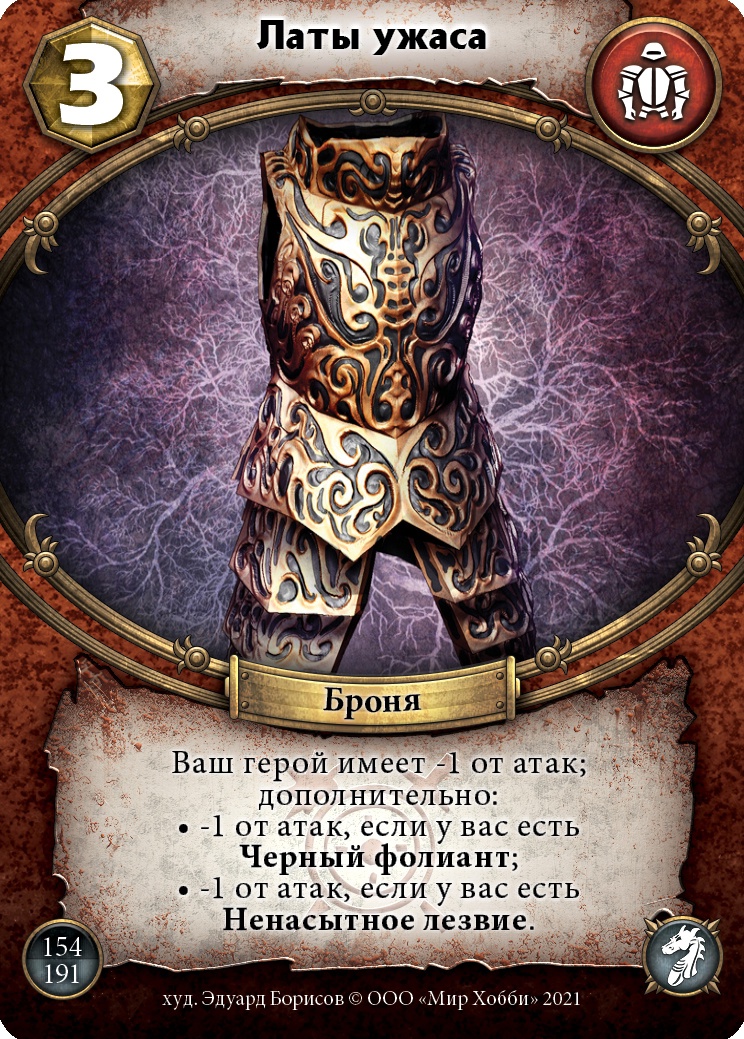 Латы ужаса
3
Броня
Ваш герой имеет -1 от атак;
дополнительно:
• -1 от атак, если у вас есть
Черный фолиант;
• -1 от атак, если у вас есть
Ненасытное лезвие.
154
191
худ. Эдуард Борисов © ООО «Мир Хобби» 2021